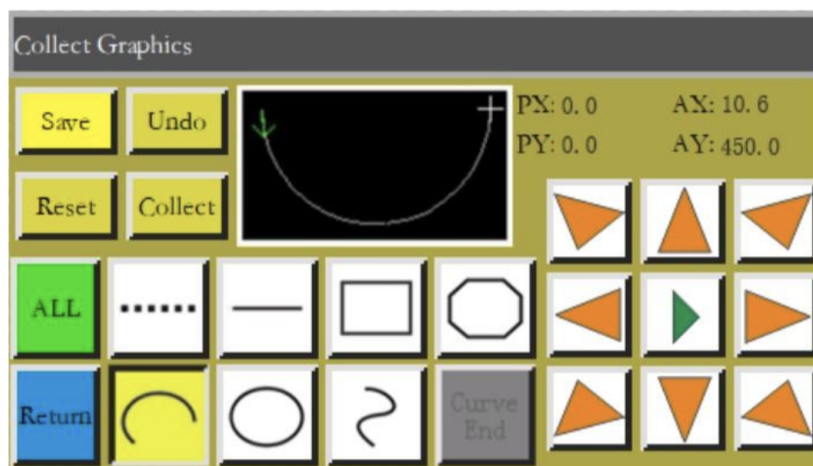 Collect Graphics
Save
Undo
PX: 0.0
AX: 10.6
PY: 0.0
AY: 450.0
Reset
Collect
ALL
Return
Curve
End